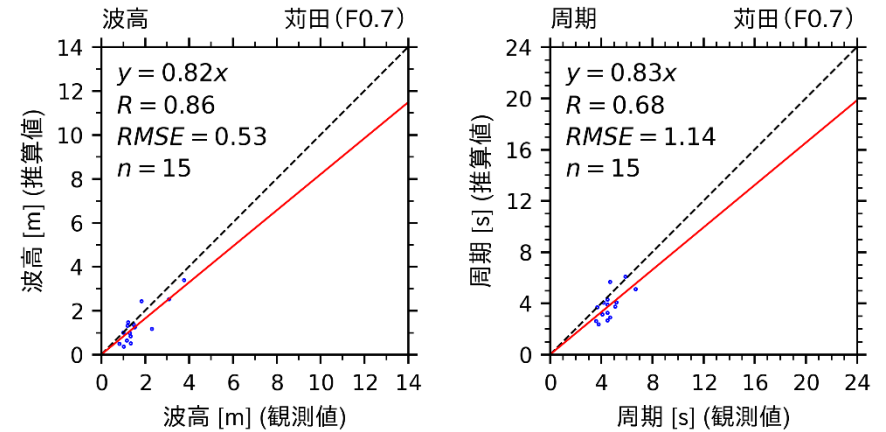 波高 苅田(F0.7)
y = 0.82x
R = 0.86
RMSE = 0.53
n = 15
14
12
10
8
6
4
2
0
0 2 4 6 8 10 12 14
波高 [m] (推算値)
波高 [m] (観測値)
周期 苅田(F0.7)
y = 0.83x
R = 0.68
RMSE = 1.14
n = 15
24
20
16
12
8
4
0
0 4 8 12 16 20 24
周期 [s] (推算値)
周期 [s] (観測値)